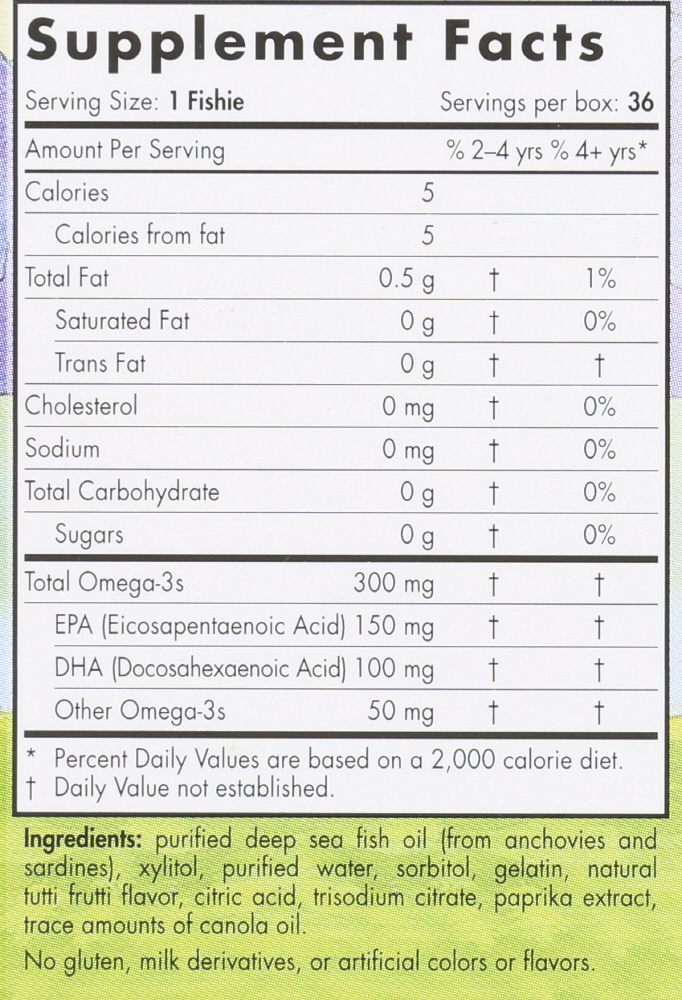 Supplement Facts
Serving Size: 1 Fishie Servings per box: 36
Amount Per Serving % 2–4 yrs % 4+ yrs*
Calories 5
Calories from fat 5
Total Fat 0.5 g † 1%
Saturated Fat 0 g † 0%
Trans Fat 0 g † †
Cholesterol 0 mg † 0%
Sodium 0 mg † 0%
Total Carbohydrate 0 g † 0%
Sugars 0 g † 0%
Total Omega-3s 300 mg † †
EPA (Eicosapentaenoic Acid) 150 mg † †
DHA (Docosahexaenoic Acid) 100 mg † †
Other Omega-3s 50 mg † †
* Percent Daily Values are based on a 2,000 calorie diet.
† Daily Value not established.
Ingredients: purified deep sea fish oil (from anchovies and
sardines), xylitol, purified water, sorbitol, gelatin, natural
tutti frutti flavor, citric acid, trisodium citrate, paprika extract,
trace amounts of canola oil.
No gluten, milk derivatives, or artificial colors or flavors.